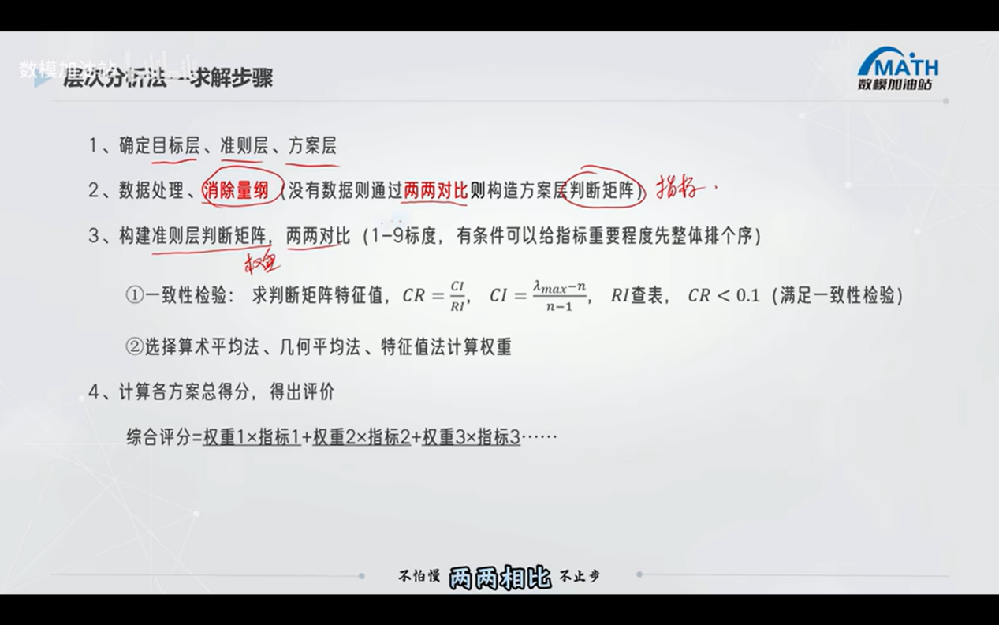 数模加油站
层次分析法—求解步骤
MATH
数模加油站
1、确定目标层、准则层、方案层
2、数据处理、消除量纲（没有数据则通过两两对比则构造方案层判断矩阵） 指标.
3、构建准则层判断矩阵，两两对比（1-9标度，有条件可以给指标重要程度先整体排个序）
权重
①一致性检验： 求判断矩阵特征值，CR = CI/RI， CI = (λmax−n)/(n−1)， RI查表， CR < 0.1（满足一致性检验）
②选择算术平均法、几何平均法、特征值法计算权重
4、计算各方案总得分，得出评价
综合评分=权重1×指标1+权重2×指标2+权重3×指标3……
不怕慢 两两相比 不止步